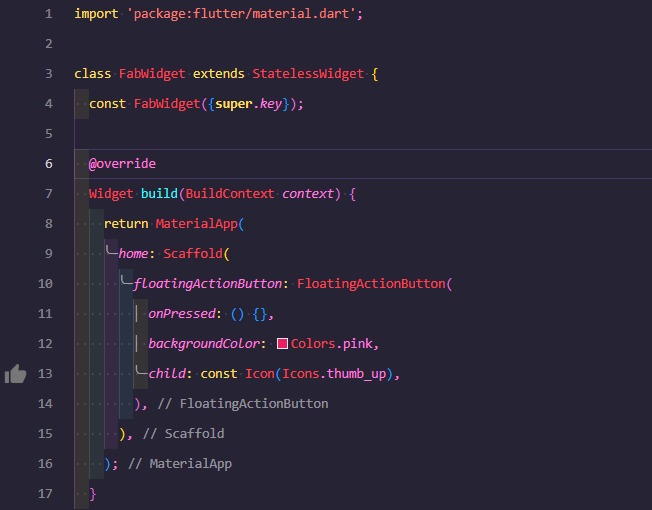 1 import 'package:flutter/material.dart';
2
3 class FabWidget extends StatelessWidget {
4 const FabWidget({super.key});
5
6 @override
7 Widget build(BuildContext context) {
8 return MaterialApp(
9 home: Scaffold(
10 floatingActionButton: FloatingActionButton(
11 onPressed: () {},
12 backgroundColor: Colors.pink,
13 child: const Icon(Icons.thumb_up),
14 ), // FloatingActionButton
15 ), // Scaffold
16 ); // MaterialApp
17 }